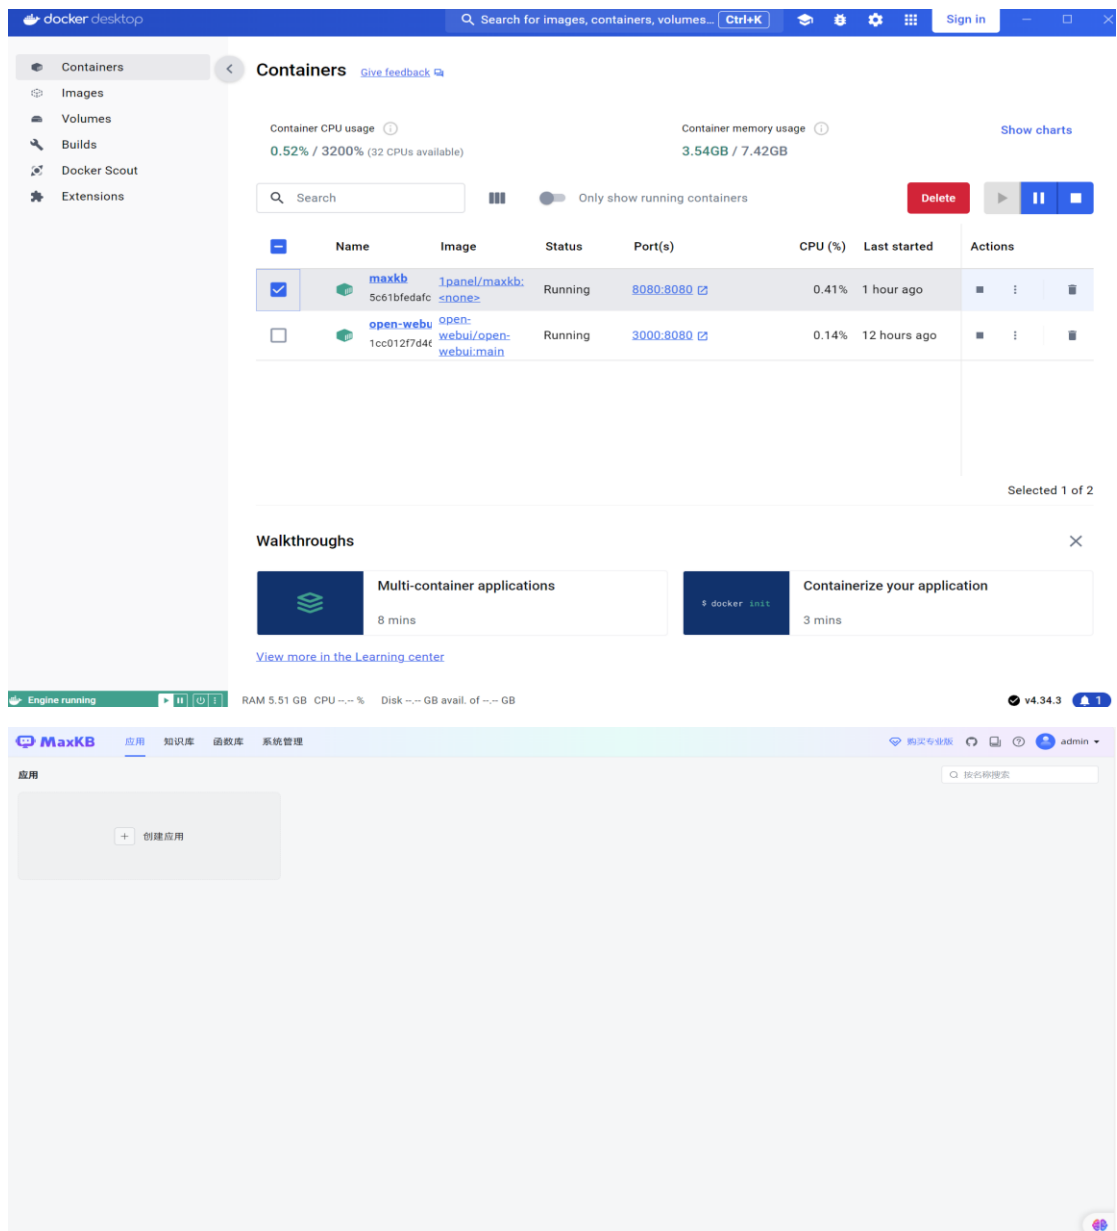 docker desktop
Search for images, containers, volumes... Ctrl+K
Sign in
Containers
Images
Volumes
Builds
Docker Scout
Extensions
Containers Give feedback
Container CPU usage
0.52% / 3200% (32 CPUs available)
Container memory usage
3.54GB / 7.42GB
Show charts
Search
Only show running containers
Delete
Name Image Status Port(s) CPU (%) Last started Actions
maxkb
5c61bfedafc
1panel/maxkb:
<none>
Running 8080:8080 0.41% 1 hour ago
open-webu
1cc012f7d46
open-
webui/open-
webui:main
Running 3000:8080 0.14% 12 hours ago
Selected 1 of 2
Walkthroughs
Multi-container applications
8 mins
$ docker init
Containerize your application
3 mins
View more in the Learning center
Engine running
RAM 5.51 GB CPU --.-- % Disk --.-- GB avail. of --.-- GB
v4.34.3
1
MaxKB 应用 知识库 函数库 系统管理
购买专业版 admin
应用
按名称搜索
创建应用